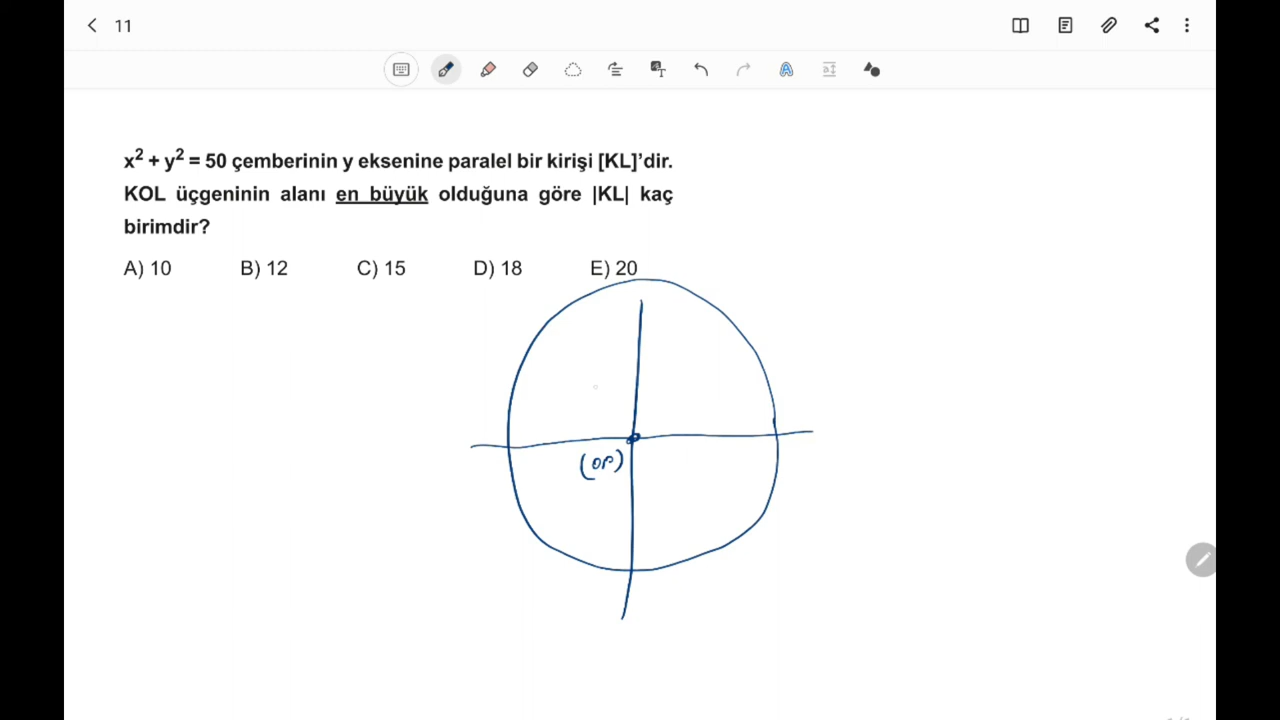 11
x² + y² = 50 çemberinin y eksenine paralel bir kirişi [KL]’dir.
KOL üçgeninin alanı en büyük olduğuna göre |KL| kaç
birimdir?
A) 10 B) 12 C) 15 D) 18 E) 20